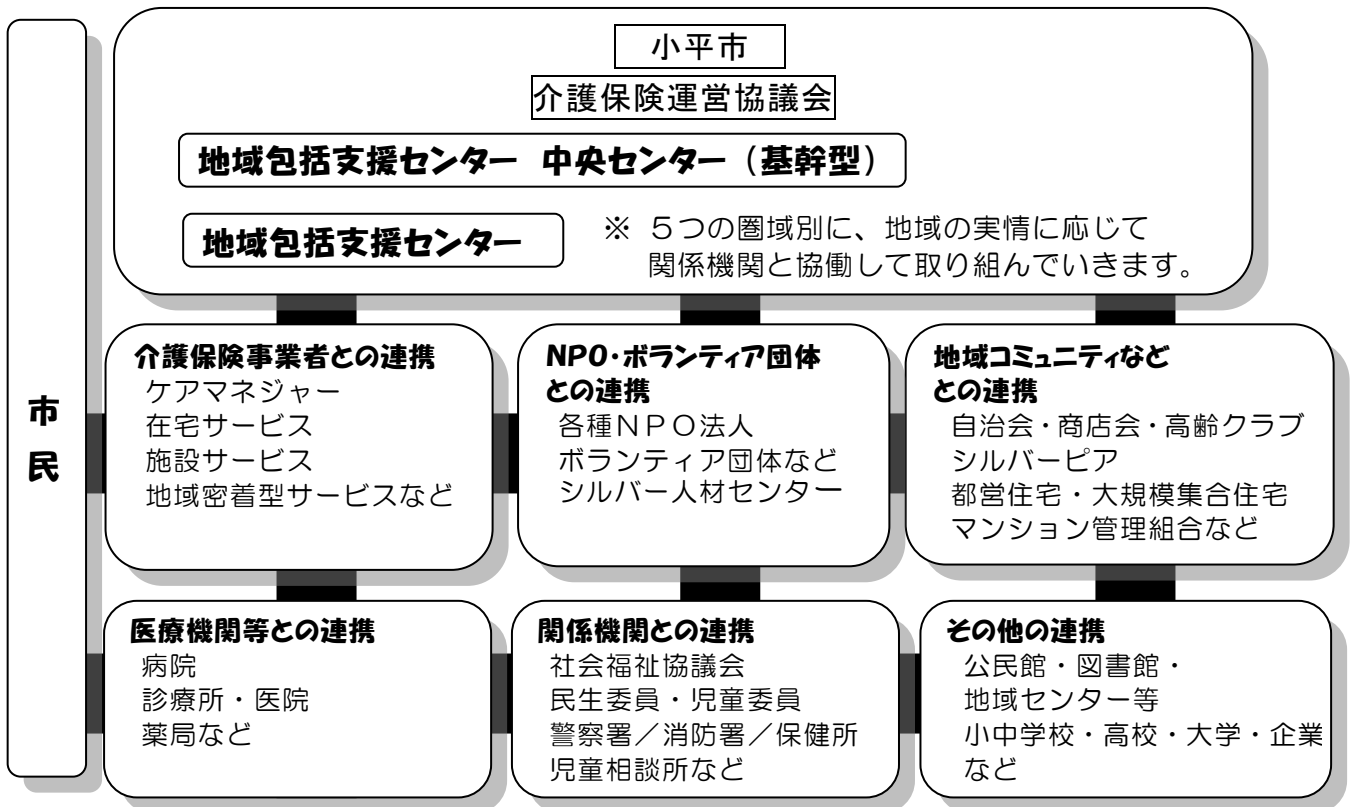 小平市
介護保険運営協議会
地域包括支援センター 中央センター(基幹型)
地域包括支援センター
※ 5つの圏域別に、地域の実情に応じて
関係機関と協働して取り組んでいきます。
市
民
介護保険事業者との連携
ケアマネジャー
在宅サービス
施設サービス
地域密着型サービスなど
NPO・ボランティア団体
との連携
各種NPO法人
ボランティア団体など
シルバー人材センター
地域コミュニティなど
との連携
自治会・商店会・高齢クラブ
シルバーピア
都営住宅・大規模集合住宅
マンション管理組合など
医療機関等との連携
病院
診療所・医院
薬局など
関係機関との連携
社会福祉協議会
民生委員・児童委員
警察署/消防署/保健所
児童相談所など
その他の連携
公民館・図書館・
地域センター等
小中学校・高校・大学・企業
など